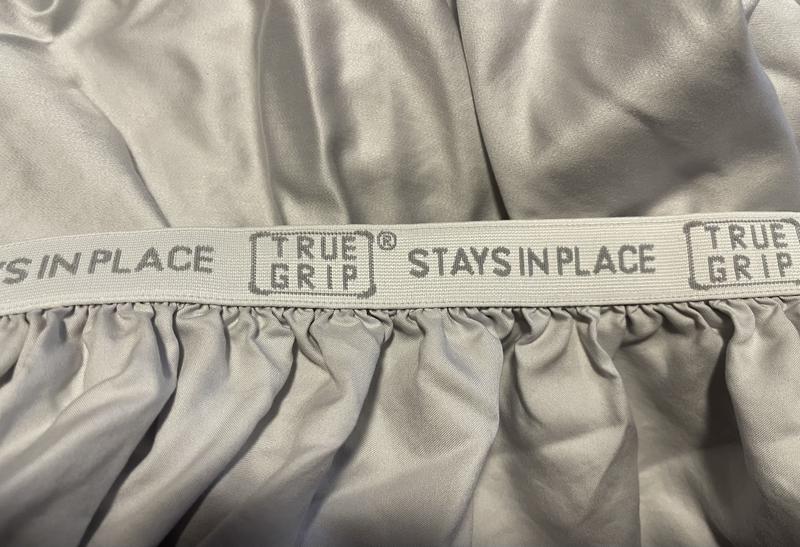 YS IN PLACE
TRUE
GRIP
®
STAYS IN PLACE
TRUE
GRIP